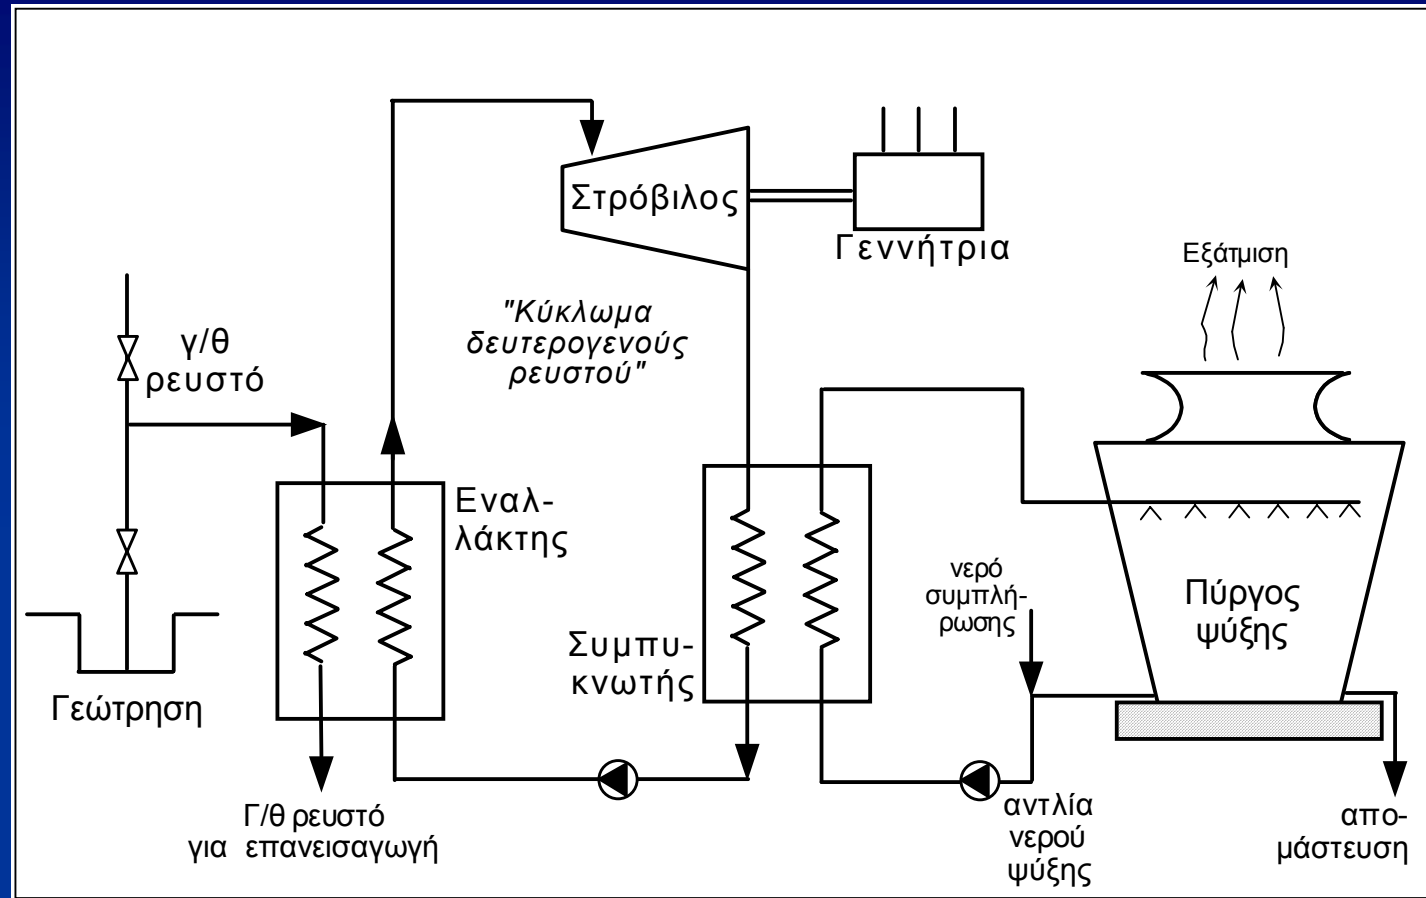 Στρόβιλος
Γεννήτρια
Εξάτμιση
"Κύκλωμα
δευτερογενούς
ρευστού"
γ/θ
ρευστό
Εναλ-
λάκτης
νερό
συμπλή-
ρωσης
Πύργος
ψύξης
Συμπυ-
κνωτής
Γεώτρηση
Γ/θ ρευστό
για επανεισαγωγή
αντλία
νερού
ψύξης
απο-
μάστευση